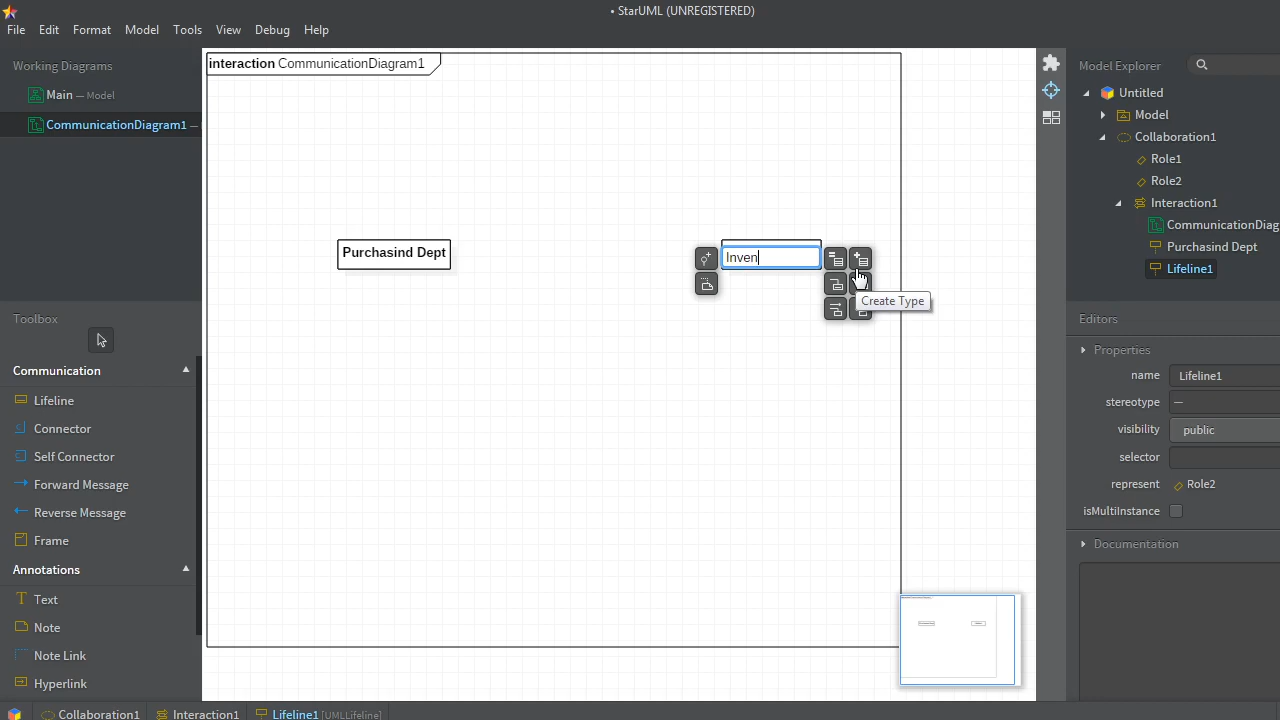 • StarUML (UNREGISTERED)
File Edit Format Model Tools View Debug Help
Working Diagrams
Main — Model
CommunicationDiagram1 —
Toolbox
Communication
Lifeline
Connector
Self Connector
Forward Message
Reverse Message
Frame
Annotations
Text
Note
Note Link
Hyperlink
interaction CommunicationDiagram1
Purchasind Dept
Inven
Create Type
Model Explorer
Untitled
Model
Collaboration1
Role1
Role2
Interaction1
CommunicationDiag
Purchasing Dept
Lifeline1
Editors
Properties
name Lifeline1
stereotype —
visibility public
selector
represent Role2
isMultiInstance
Documentation
Collaboration1 Interaction1 Lifeline1 [UMLLifeline]